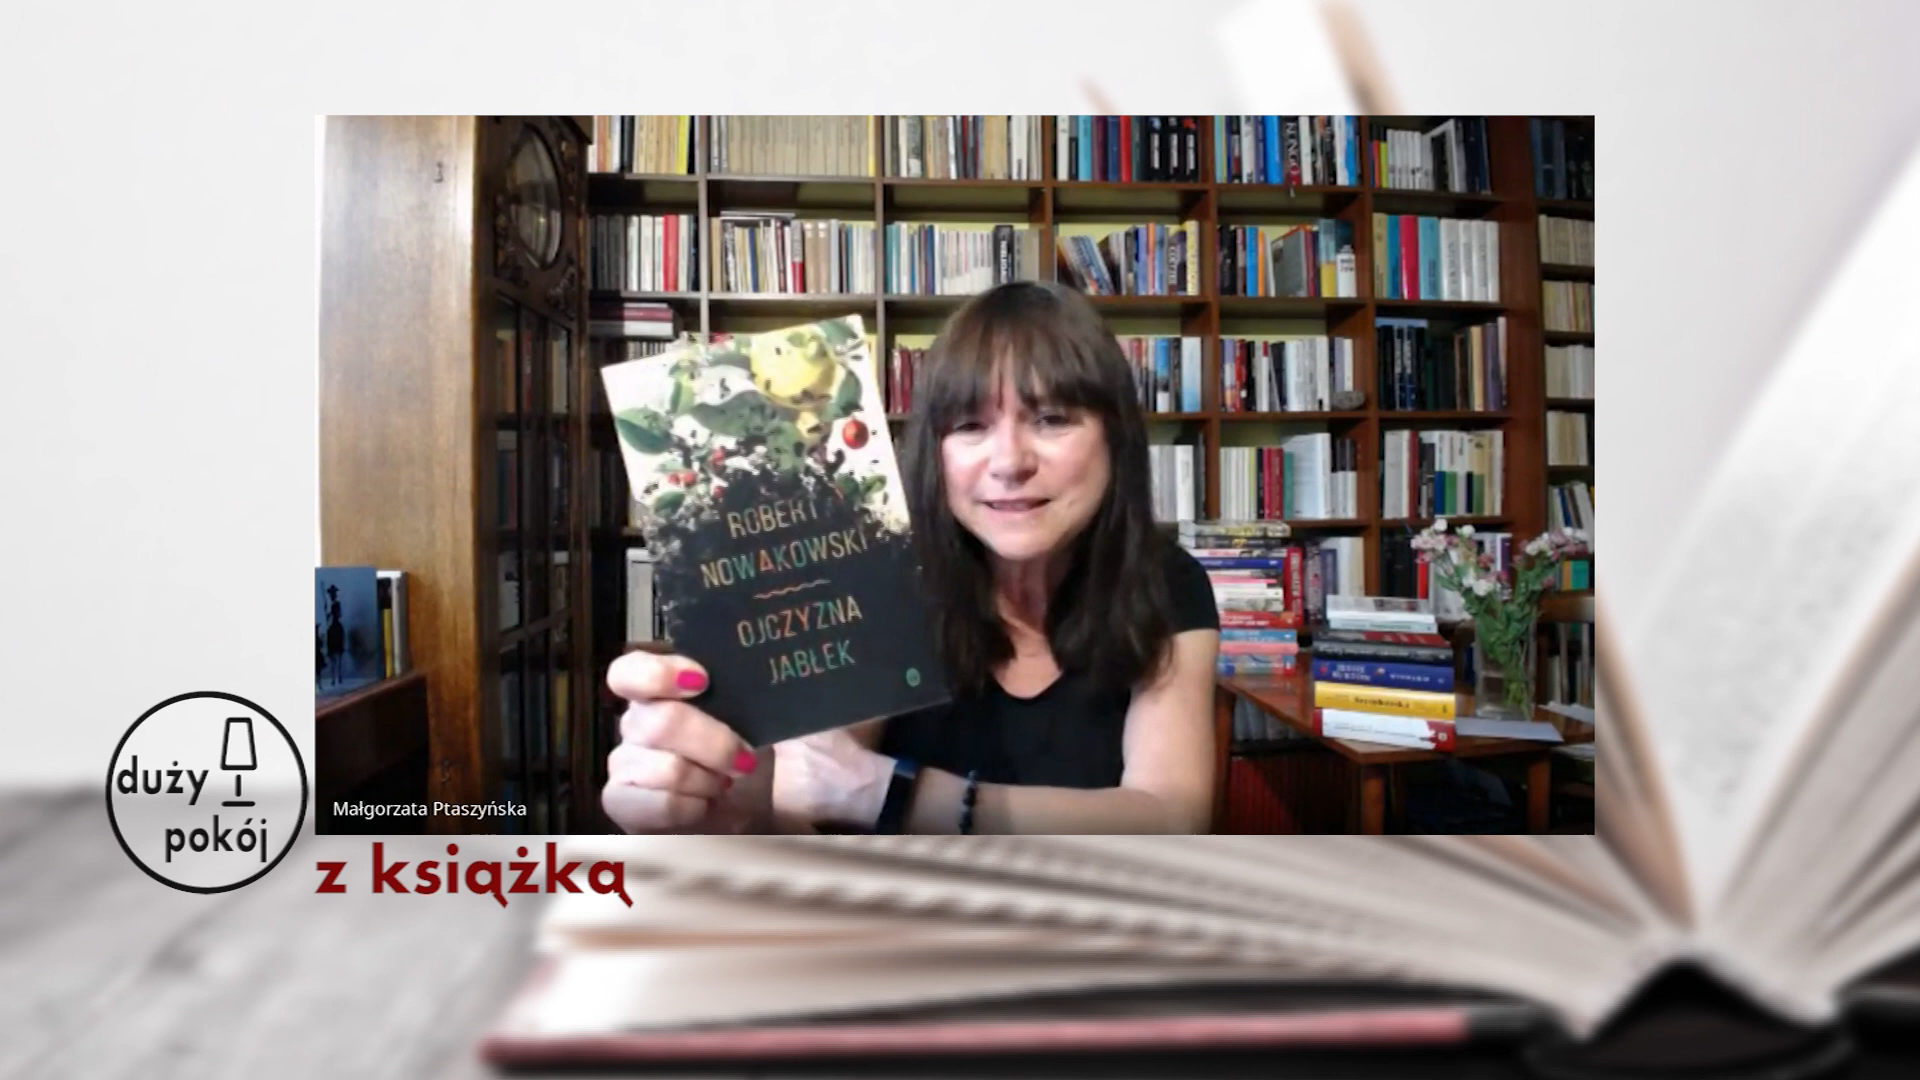 ROBERT
NOWAKOWSKI
OJCZYZNA
JABŁEK
Małgorzata Ptaszyńska
duży
pokój
z książką